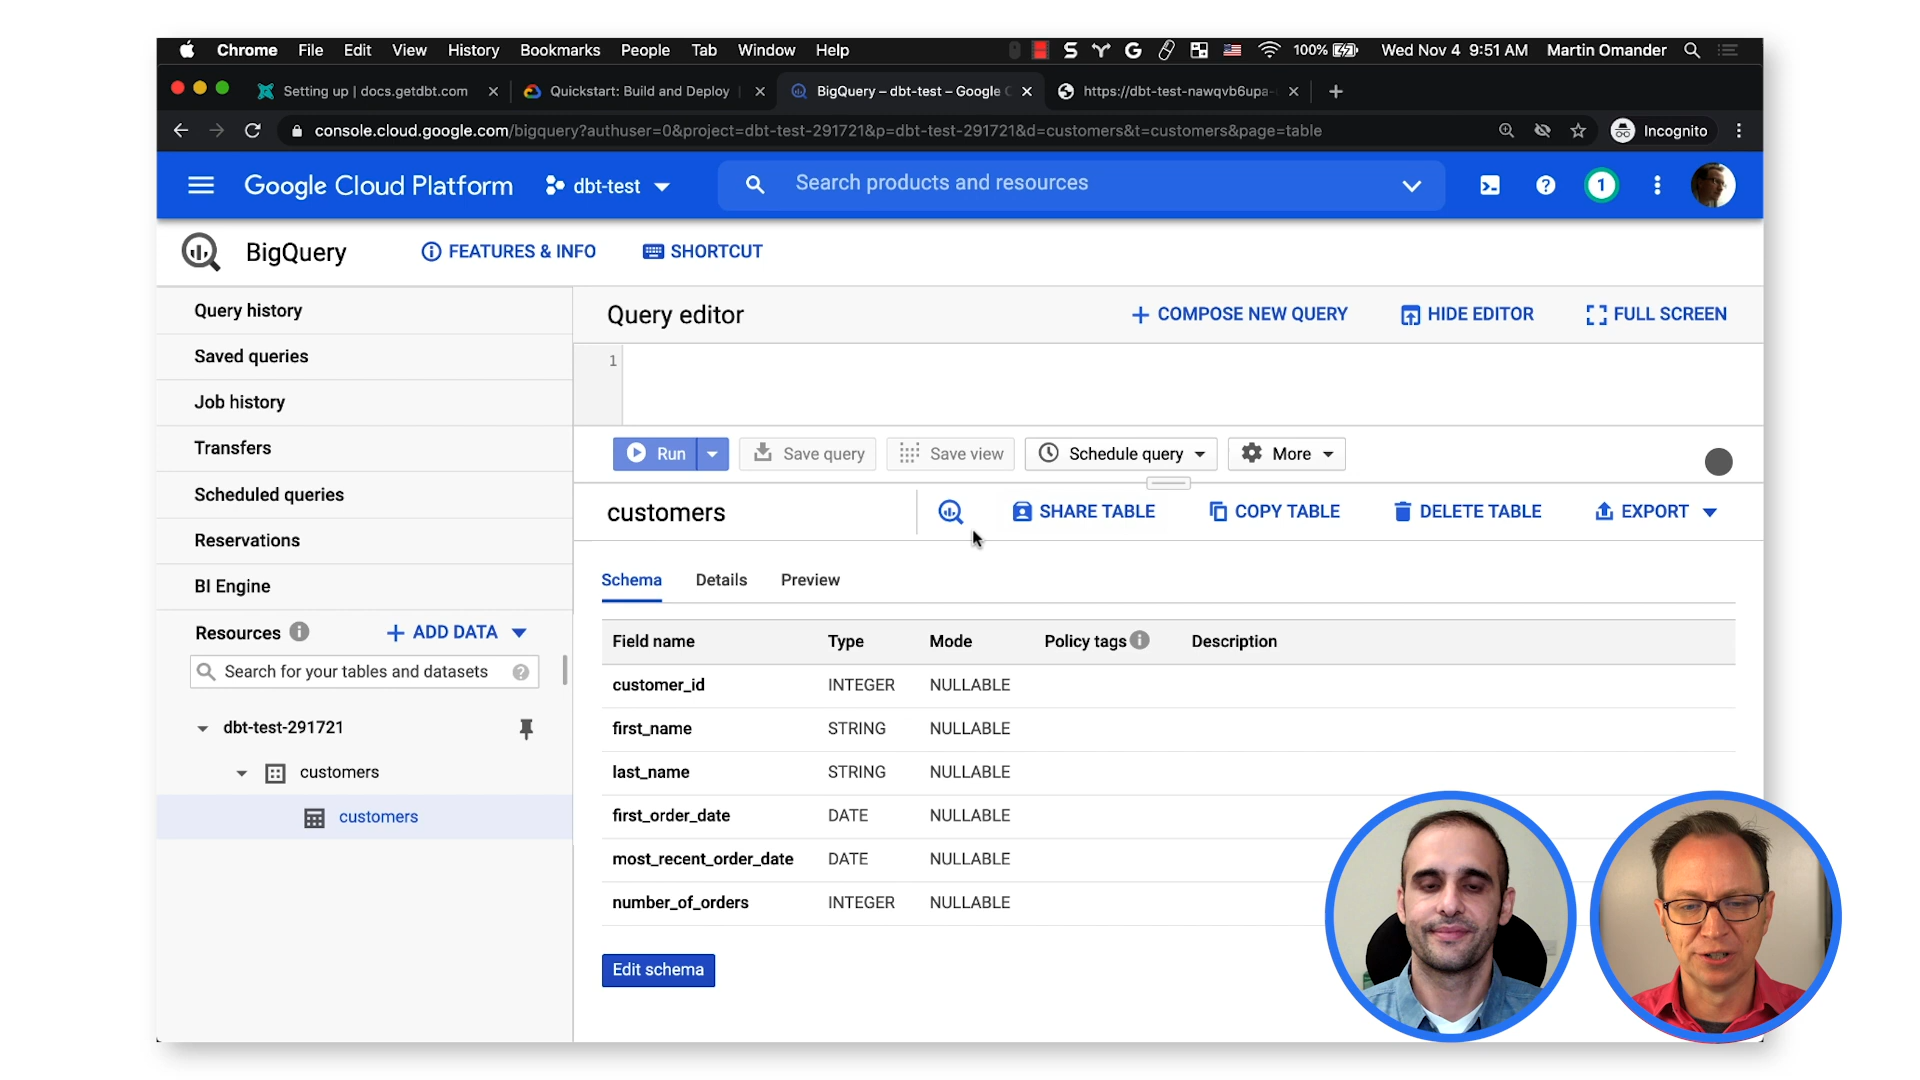 Chrome File Edit View History Bookmarks People Tab Window Help S G 100% Wed Nov 4 9:51 AM Martin Omander
Setting up | docs.getdbt.com Quickstart: Build and Deploy BigQuery – dbt-test – Google C https://dbt-test-nawqvb6upa-
console.cloud.google.com/bigquery?authuser=0&project=dbt-test-291721&p=dbt-test-291721&d=customers&t=customers&page=table Incognito
Google Cloud Platform dbt-test Search products and resources 1
BigQuery FEATURES & INFO SHORTCUT
Query history
Saved queries
Job history
Transfers
Scheduled queries
Reservations
BI Engine
Resources ADD DATA
Search for your tables and datasets
dbt-test-291721
customers
customers
Query editor COMPOSE NEW QUERY HIDE EDITOR FULL SCREEN
1
Run Save query Save view Schedule query More
customers SHARE TABLE COPY TABLE DELETE TABLE EXPORT
Schema Details Preview
Field name Type Mode Policy tags Description
customer_id INTEGER NULLABLE
first_name STRING NULLABLE
last_name STRING NULLABLE
first_order_date DATE NULLABLE
most_recent_order_date DATE NULLABLE
number_of_orders INTEGER NULLABLE
Edit schema